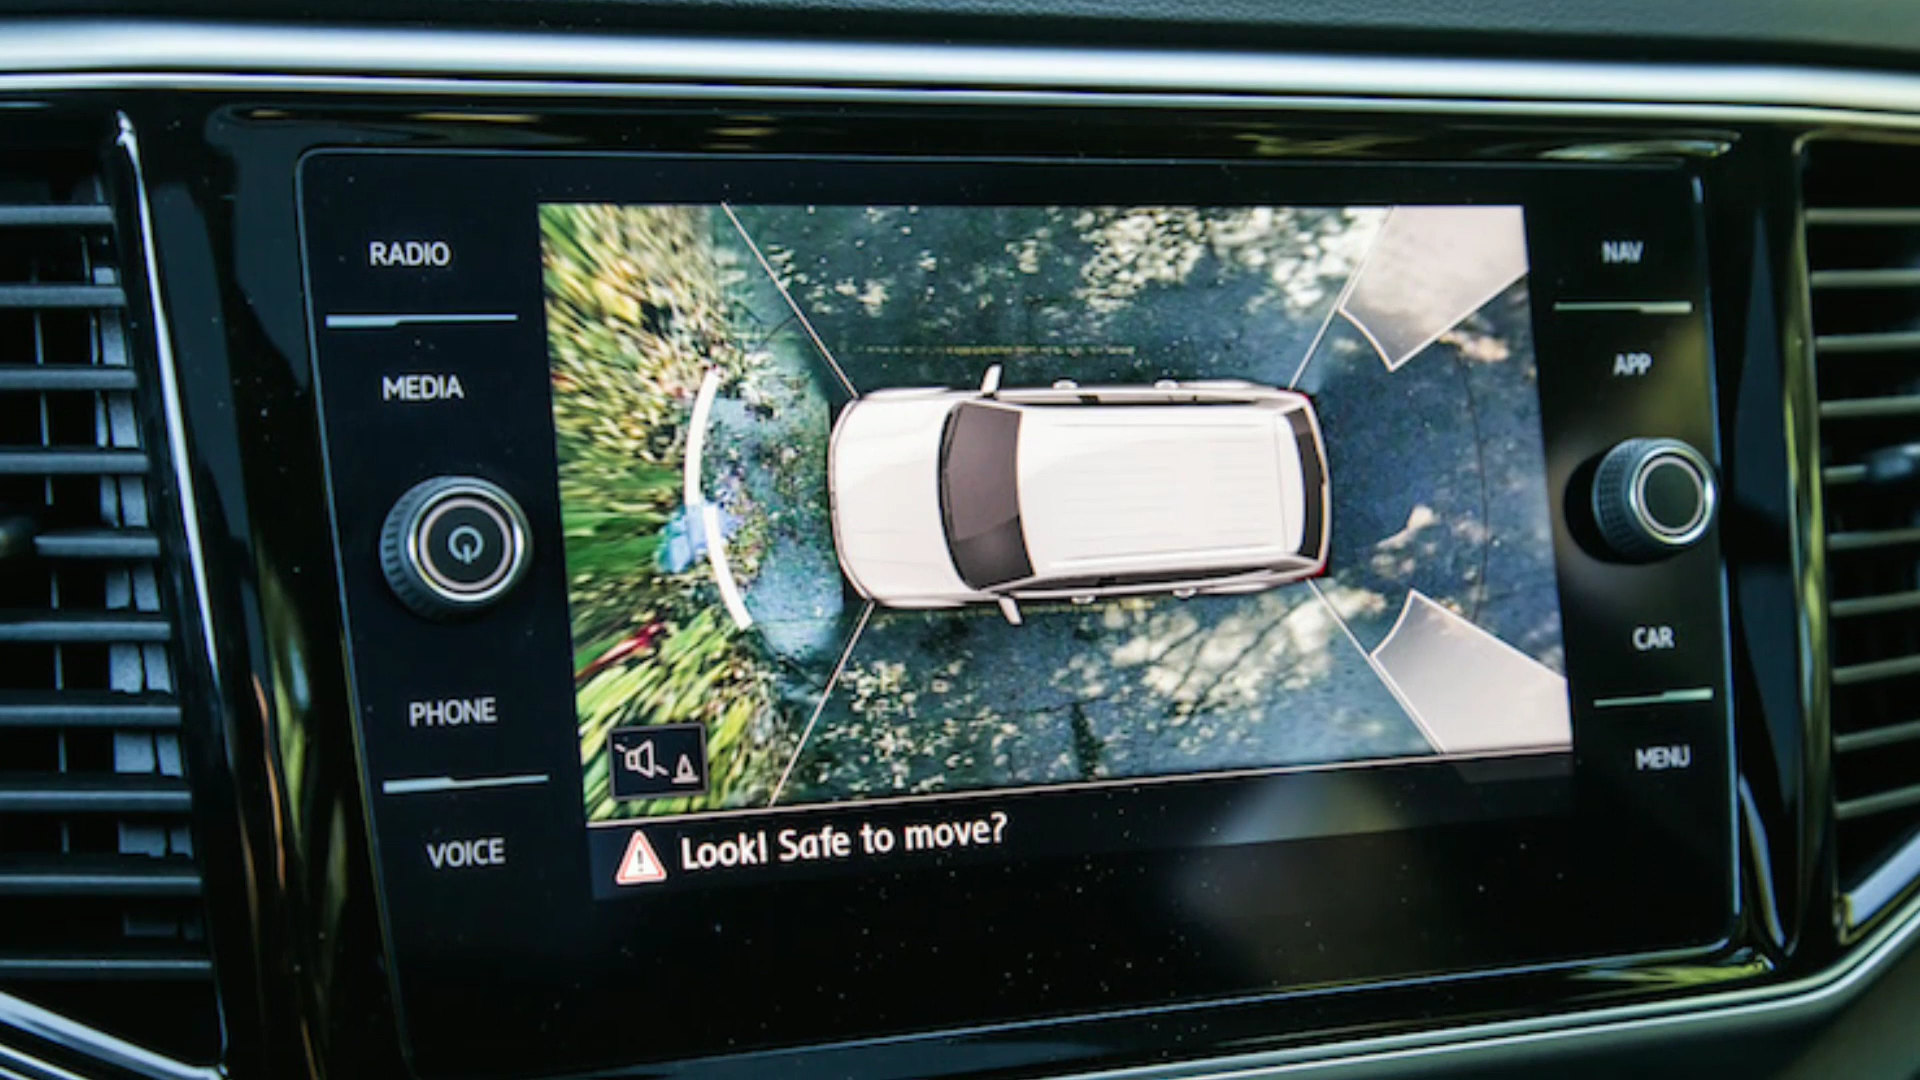 RADIO
MEDIA
PHONE
VOICE
NAV
APP
CAR
MENU
Look! Safe to move?